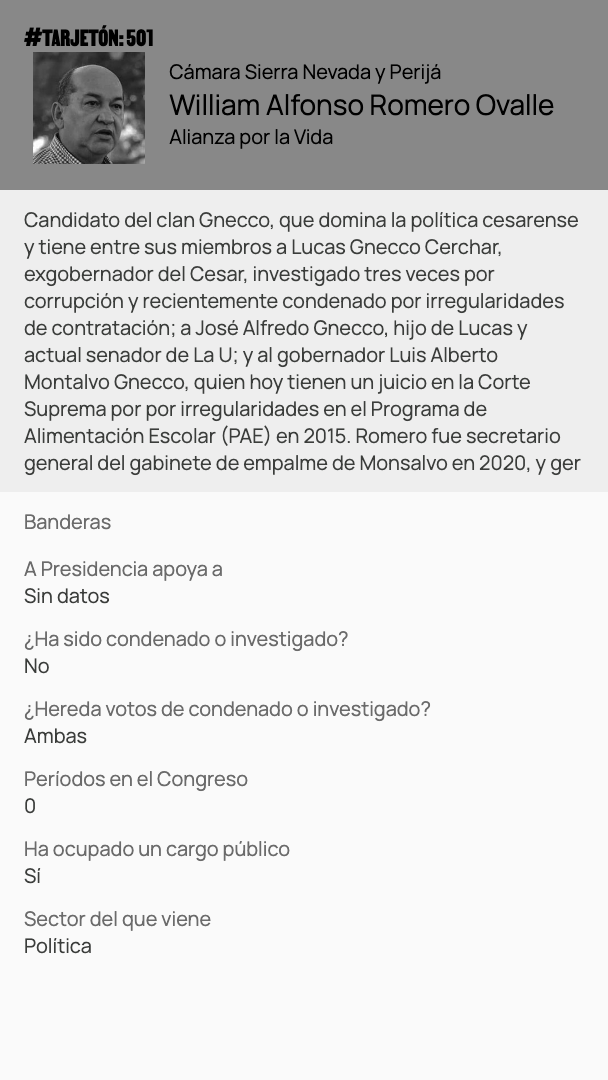 #TARJETÓN: 501
Cámara Sierra Nevada y Perijá
William Alfonso Romero Ovalle
Alianza por la Vida
Candidato del clan Gnecco, que domina la política cesarense
y tiene entre sus miembros a Lucas Gnecco Cerchar,
exgobernador del Cesar, investigado tres veces por
corrupción y recientemente condenado por irregularidades
de contratación; a José Alfredo Gnecco, hijo de Lucas y
actual senador de La U; y al gobernador Luis Alberto
Montalvo Gnecco, quien hoy tienen un juicio en la Corte
Suprema por por irregularidades en el Programa de
Alimentación Escolar (PAE) en 2015. Romero fue secretario
general del gabinete de empalme de Monsalvo en 2020, y ger
Banderas
A Presidencia apoya a
Sin datos
¿Ha sido condenado o investigado?
No
¿Hereda votos de condenado o investigado?
Ambas
Períodos en el Congreso
0
Ha ocupado un cargo público
Sí
Sector del que viene
Política